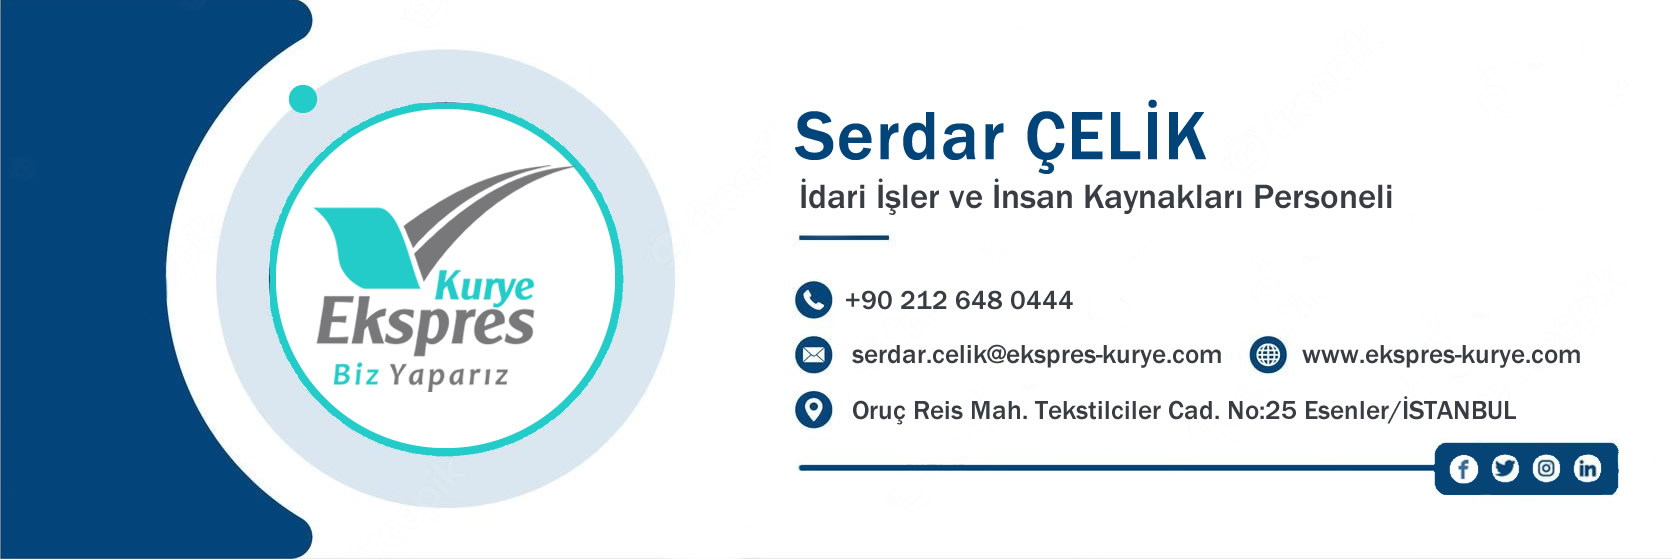 Serdar ÇELİK
İdari İşler ve İnsan Kaynakları Personeli
Kurye
Ekspres
Biz Yaparız
+90 212 648 0444
serdar.celik@ekspres-kurye.com www.ekspres-kurye.com
Oruç Reis Mah. Tekstilciler Cad. No:25 Esenler/İSTANBUL